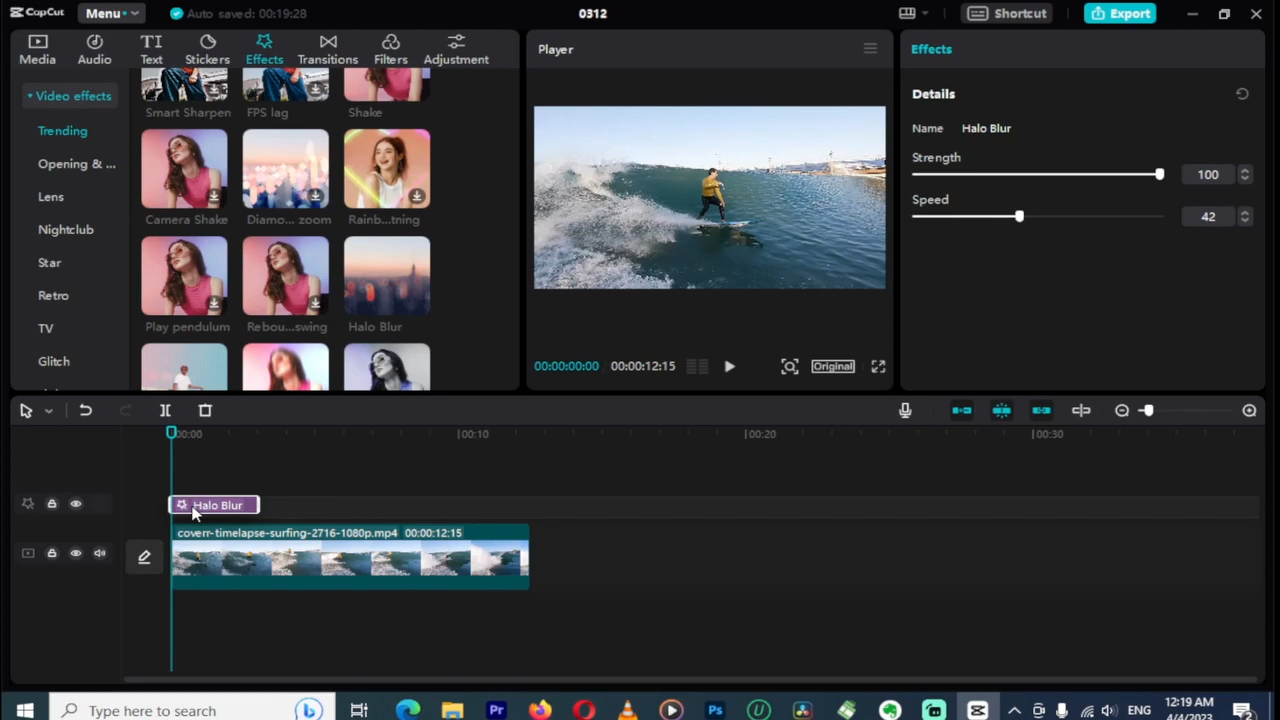 CapCut
Menu
Auto saved: 00:19:28
0312
Shortcut
Export
Media
Audio
Text
Stickers
Effects
Transitions
Filters
Adjustment
Video effects
Trending
Opening & ...
Lens
Nightclub
Star
Retro
TV
Glitch
Smart Sharpen
FPS lag
Shake
Camera Shake
Diamo... zoom
Rainb...tning
Play pendulum
Rebou...swing
Halo Blur
Player
00:00:00:00
00:00:12:15
Original
Effects
Details
Name Halo Blur
Strength
100
Speed
42
00:00
00:10
00:20
00:30
Halo Blur
coverr-timelapse-surfing-2716-1080p.mp4 00:00:12:15
Type here to search
Pr
Ps
ENG
12:19 AM